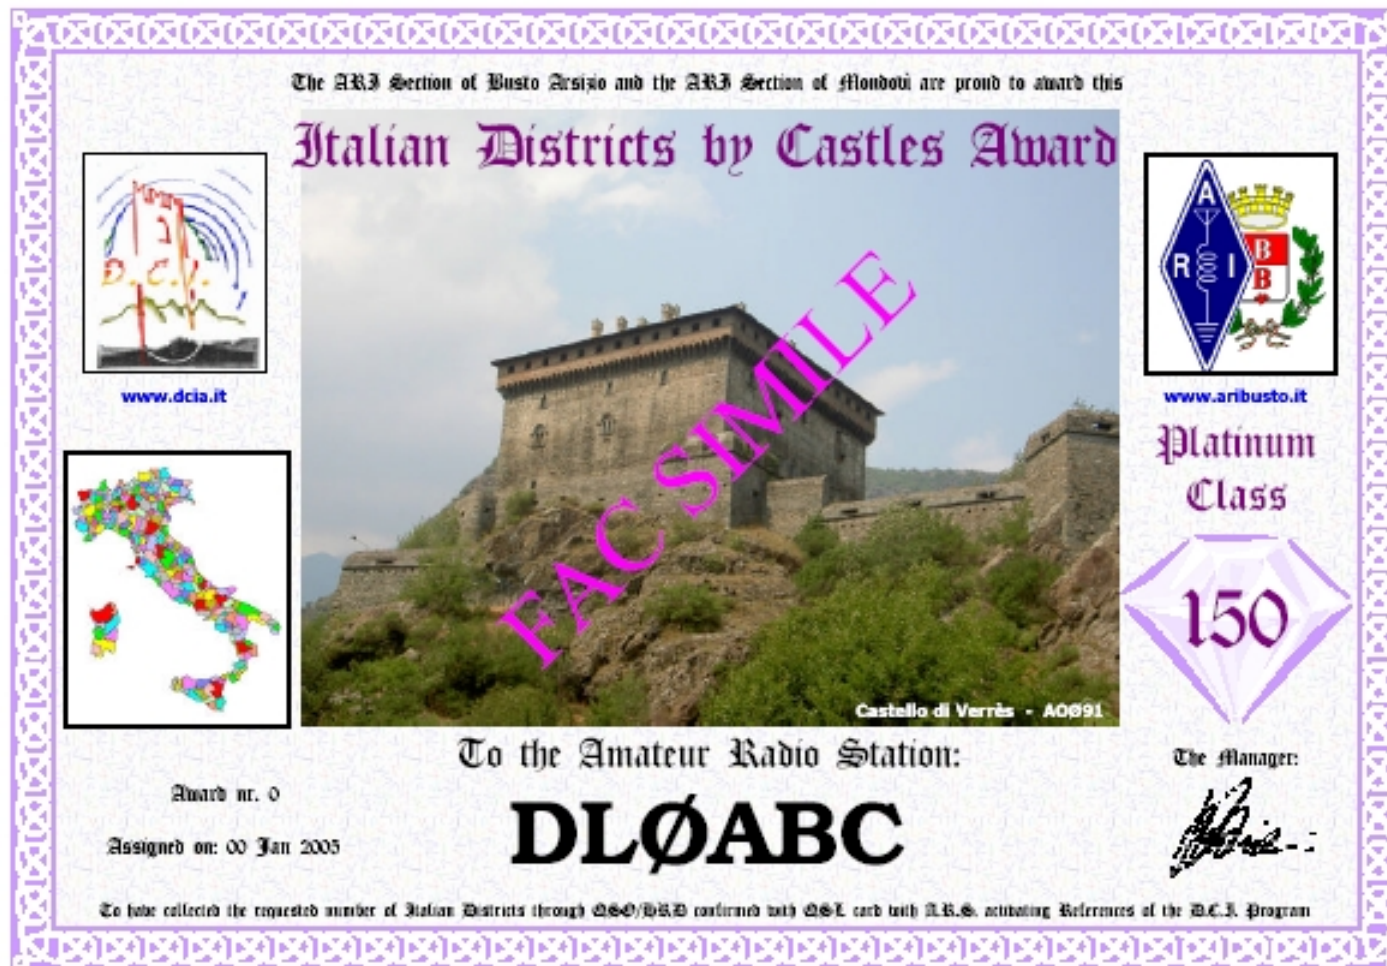 The ARI Section of Busto Arsizio and the ARI Section of Mondovì are proud to award this
Italian Districts by Castles Award
D.C.I.
www.dcia.it
A
R I
B
B
www.aribusto.it
Platinum
Class
150
FAC SIMILE
Castello di Verrès - AOØ91
To the Amateur Radio Station:
DLØABC
Award nr. 0
Assigned on: 00 Jan 2005
The Manager:
To have collected the requested number of Italian Districts through QSO/HRD confirmed with QSL card with A.R.S. activating References of the D.C.I. Program